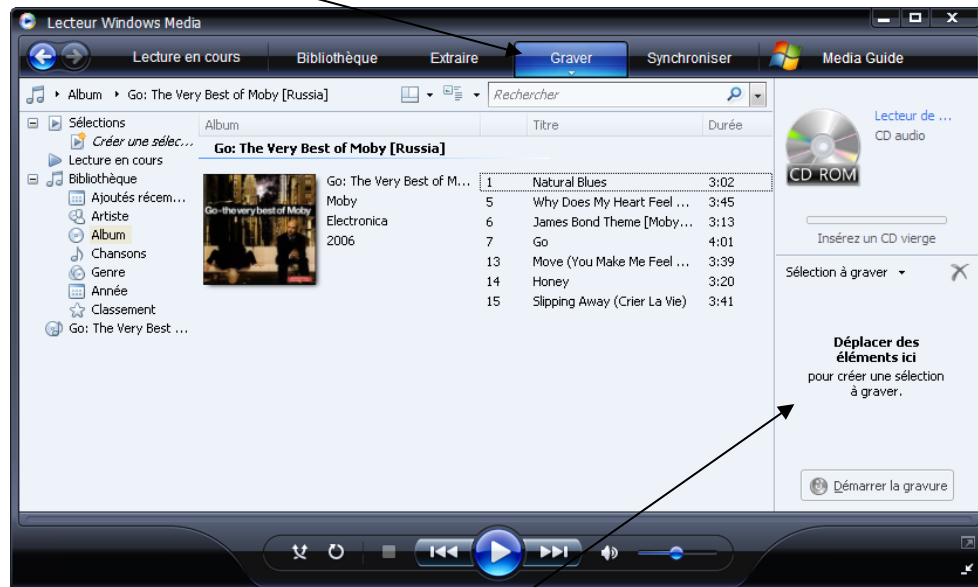 Lecteur Windows Media
Lecture en cours Bibliothèque Extraire Graver Synchroniser Media Guide
Album Go: The Very Best of Moby [Russia] Rechercher
Sélections
Créer une sélec...
Lecture en cours
Bibliothèque
Ajoutés récem...
Artiste
Album
Chansons
Genre
Année
Classement
Go: The Very Best ...
Album Titre Durée
Go: The Very Best of Moby [Russia]
Go-the very best of Moby
Go: The Very Best of M...
Moby
Electronica
2006
1 Natural Blues 3:02
5 Why Does My Heart Feel ... 3:45
6 James Bond Theme [Moby... 3:13
7 Go 4:01
13 Move (You Make Me Feel ... 3:39
14 Honey 3:20
15 Slipping Away (Crier La Vie) 3:41
Lecteur de ...
CD audio
CD ROM
Insérez un CD vierge
Sélection à graver
Déplacer des
éléments ici
pour créer une sélection
à graver.
Démarrer la gravure